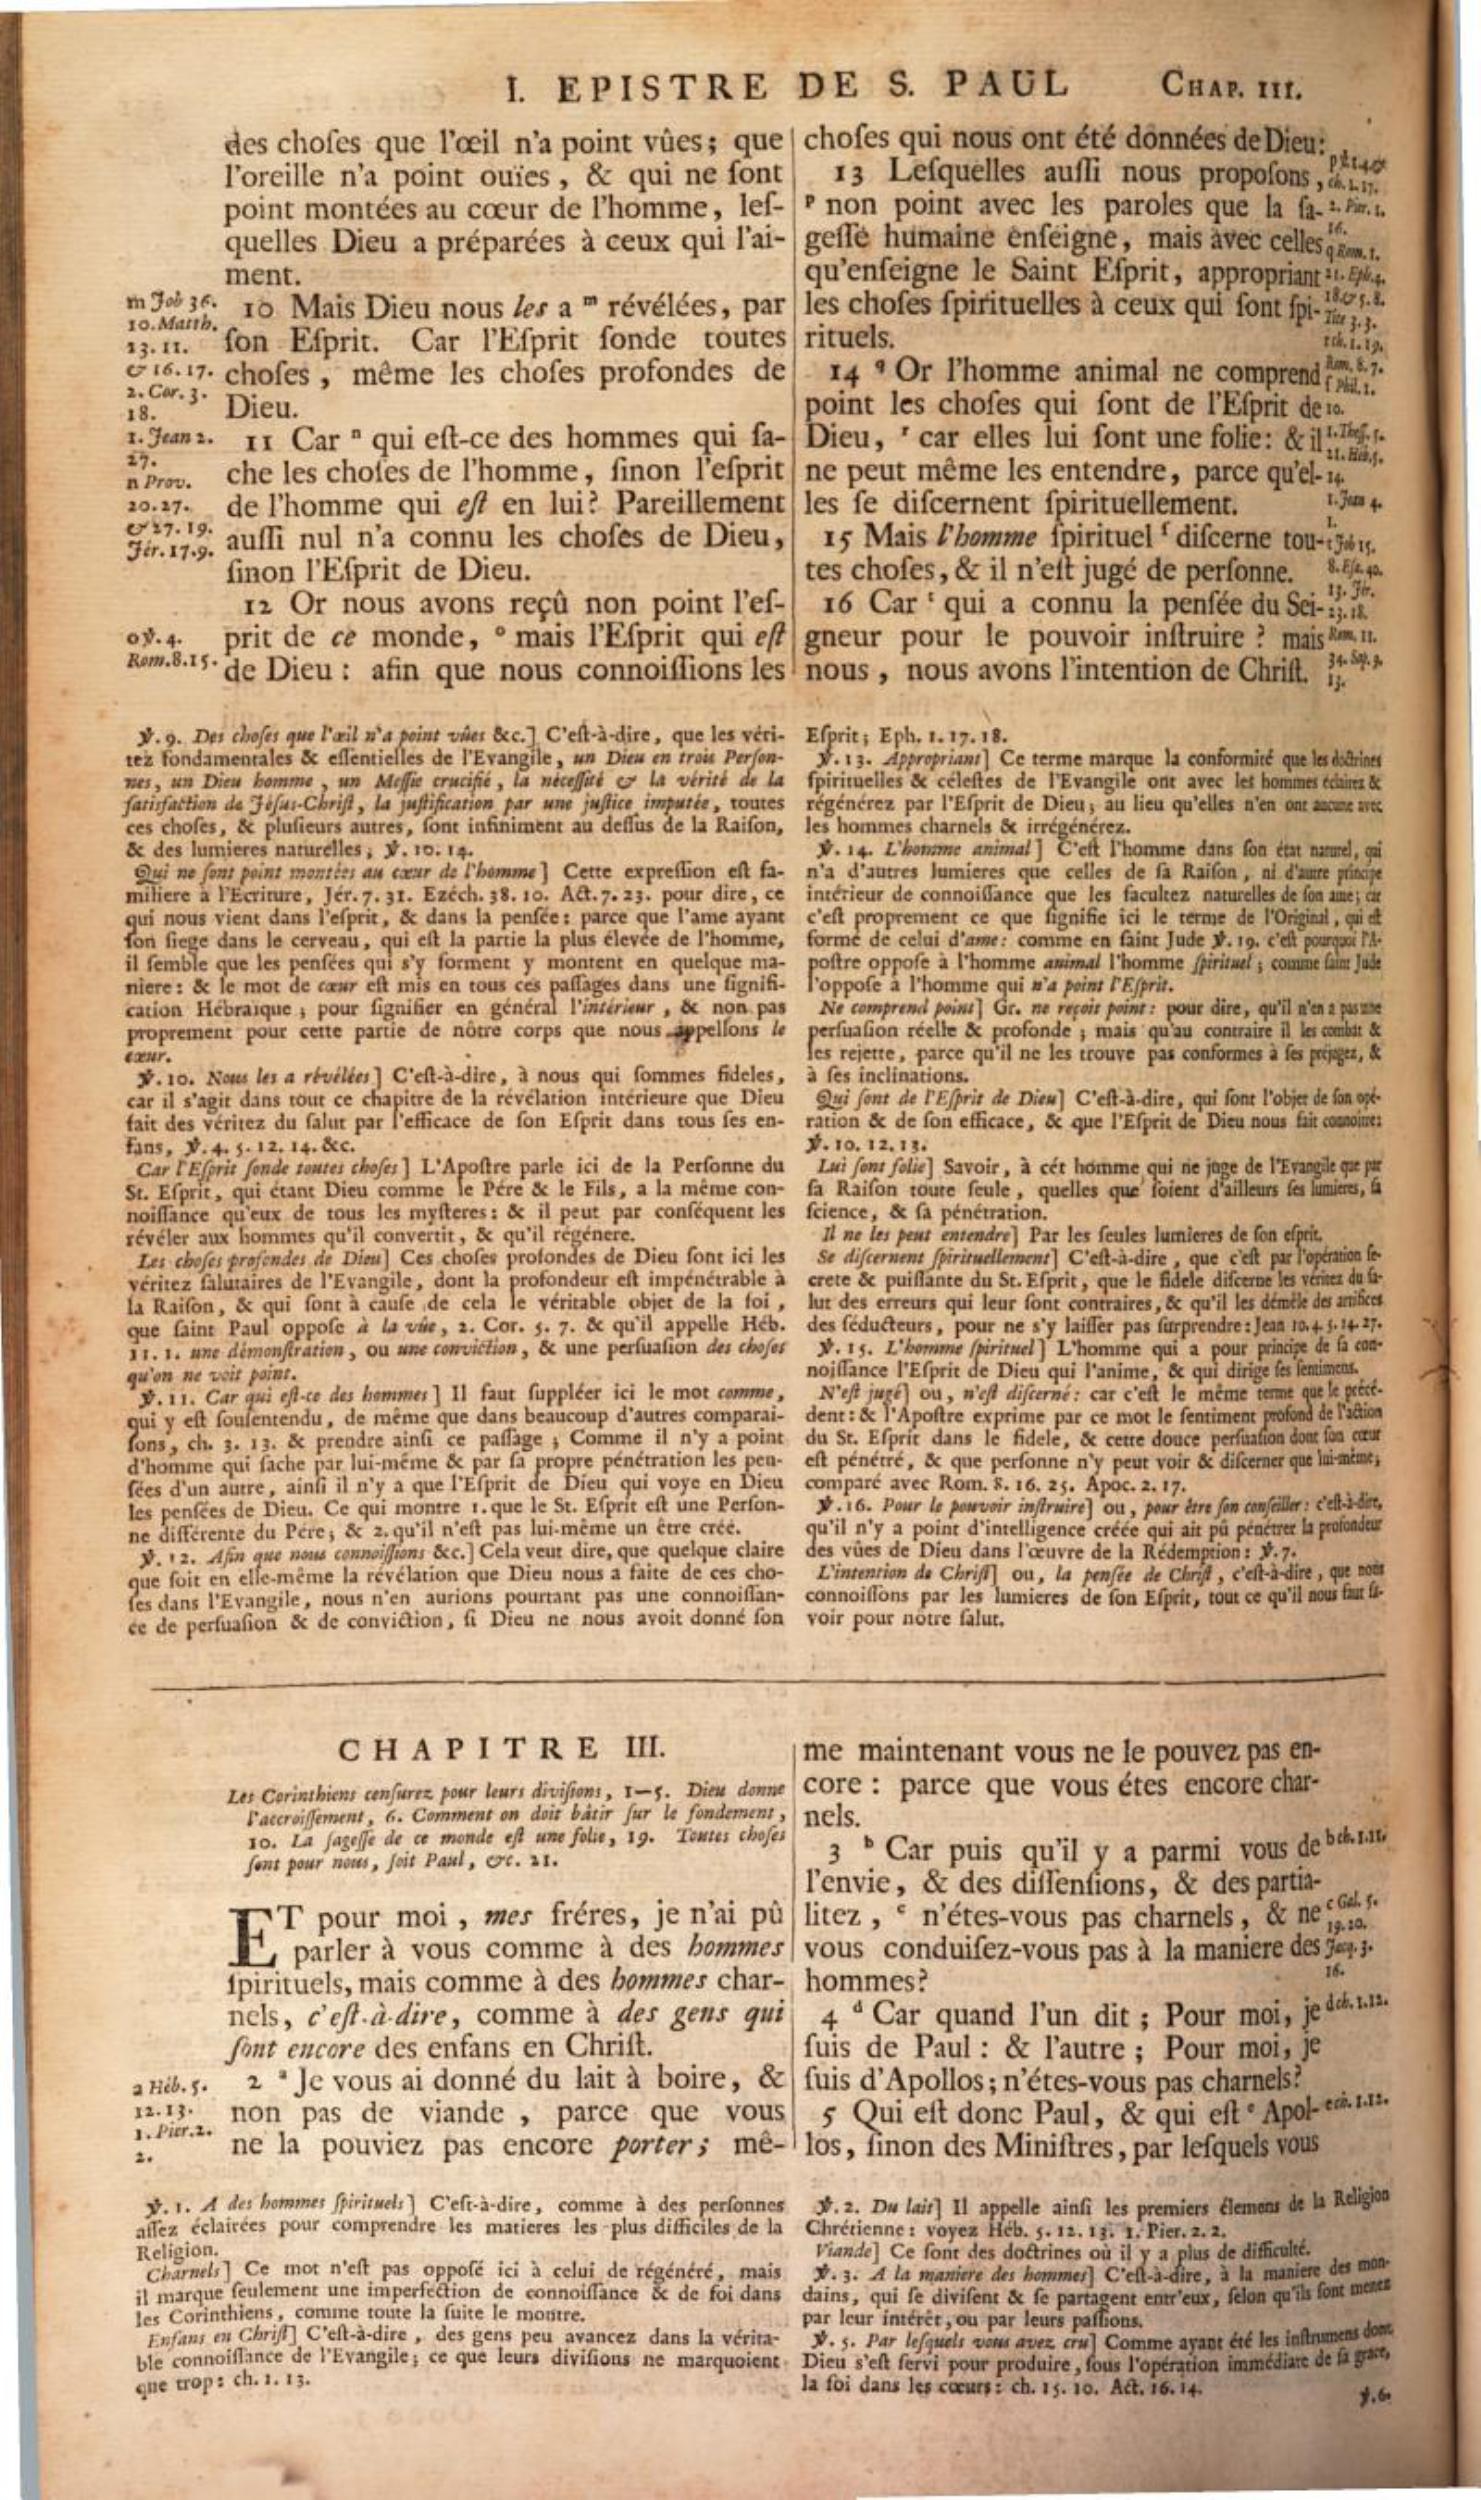 I. EPISTRE DE S. PAUL CHAP. III.
des choſes que l'œil n'a point vûes; que
l'oreille n'a point ouïes, & qui ne ſont
point montées au cœur de l'homme, leſ-
quelles Dieu a préparées à ceux qui l'ai-
ment.
10 Mais Dieu nous les a ᵐ révélées, par
ſon Eſprit. Car l'Eſprit ſonde toutes
choſes, même les choſes profondes de
Dieu.
11 Car ⁿ qui eſt-ce des hommes qui ſa-
che les choſes de l'homme, ſinon l'eſprit
de l'homme qui eſt en lui? Pareillement
auſſi nul n'a connu les choſes de Dieu,
ſinon l'Eſprit de Dieu.
12 Or nous avons reçû non point l'eſ-
prit de ce monde, ᵒ mais l'Eſprit qui eſt
de Dieu: afin que nous connoiſſions les
m Job 36.
10. Matth.
13. 11.
& 16. 17.
2. Cor. 3.
18.
1. Jean 2.
27.
n Prov.
20. 27.
& 27. 19.
Jér. 17. 9.
o ℣. 4.
Rom. 8. 15.
choſes qui nous ont été données de Dieu:
13 Leſquelles auſſi nous propoſons,
ᵖ non point avec les paroles que la ſa-
geſſe humaine enſeigne, mais avec celles
qu'enſeigne le Saint Eſprit, appropriant
les choſes ſpirituelles à ceux qui ſont ſpi-
rituels.
14 ᑫ Or l'homme animal ne comprend
point les choſes qui ſont de l'Eſprit de
Dieu, ʳ car elles lui ſont une folie: & il
ne peut même les entendre, parce qu'el-
les ſe diſcernent ſpirituellement.
15 Mais l'homme ſpirituel ˢ diſcerne tou-
tes choſes, & il n'eſt jugé de perſonne.
16 Car ᵗ qui a connu la penſée du Sei-
gneur pour le pouvoir inſtruire? mais
nous, nous avons l'intention de Chriſt.
ch. 1. 17.
2. Pier. 1.
16.
q Rom. 1.
21. Eph. 4.
18. & 5. 8.
Tite 3. 3.
r ch. 1. 19.
Rom. 8. 7.
ſ Phil. 1.
10.
1. Theſſ. 5.
21. Héb. 5.
14.
1. Jean 4.
1.
t Job 15.
8. Eſa. 40.
13. Jér.
23. 18.
Rom. 11.
34. Sap. 9.
13.
℣. 9. Des choſes que l'œil n'a point vûes &c.] C'eſt-à-dire, que les véri-
tez fondamentales & eſſentielles de l'Evangile, un Dieu en trois Perſon-
nes, un Dieu homme, un Meſſie crucifié, la néceſſité & la vérité de la
ſatisfaction de Jéſus-Chriſt, la juſtification par une juſtice imputée, toutes
ces choſes, & pluſieurs autres, ſont infiniment au deſſus de la Raiſon,
& des lumieres naturelles; ℣. 10. 14.
Qui ne ſont point montées au cœur de l'homme] Cette expreſſion eſt fa-
miliere à l'Ecriture, Jér. 7. 31. Ezéch. 38. 10. Act. 7. 23. pour dire, ce
qui nous vient dans l'eſprit, & dans la penſée: parce que l'ame ayant
ſon ſiege dans le cerveau, qui eſt la partie la plus élevée de l'homme,
il ſemble que les penſées qui s'y forment y montent en quelque ma-
niere: & le mot de cœur eſt mis en tous ces paſſages dans une ſignifi-
cation Hébraïque; pour ſignifier en général l'intérieur, & non pas
proprement pour cette partie de nôtre corps que nous appellons le
cœur.
℣. 10. Nous les a révélées] C'eſt-à-dire, à nous qui ſommes fideles,
car il s'agit dans tout ce chapitre de la révélation intérieure que Dieu
fait des véritez du ſalut par l'efficace de ſon Eſprit dans tous ſes en-
fans, ℣. 4. 5. 12. 14. &c.
Car l'Eſprit ſonde toutes choſes] L'Apoſtre parle ici de la Perſonne du
St. Eſprit, qui étant Dieu comme le Pére & le Fils, a la même con-
noiſſance qu'eux de tous les myſteres: & il peut par conſéquent les
révéler aux hommes qu'il convertit, & qu'il régénere.
Les choſes profondes de Dieu] Ces choſes profondes de Dieu ſont ici les
véritez ſalutaires de l'Evangile, dont la profondeur eſt impénétrable à
la Raiſon, & qui ſont à cauſe de cela le véritable objet de la foi,
que ſaint Paul oppoſe à la vûe, 2. Cor. 5. 7. & qu'il appelle Héb.
11. 1. une démonſtration, ou une conviction, & une perſuaſion des choſes
qu'on ne voit point.
℣. 11. Car qui eſt-ce des hommes] Il faut ſuppléer ici le mot comme,
qui y eſt ſouſentendu, de même que dans beaucoup d'autres comparai-
ſons, ch. 3. 13. & prendre ainſi ce paſſage; Comme il n'y a point
d'homme qui ſache par lui-même & par ſa propre pénétration les pen-
ſées d'un autre, ainſi il n'y a que l'Eſprit de Dieu qui voye en Dieu
les penſées de Dieu. Ce qui montre 1. que le St. Eſprit eſt une Perſon-
ne différente du Pére; & 2. qu'il n'eſt pas lui-même un être créé.
℣. 12. Afin que nous connoiſſions &c.] Cela veut dire, que quelque claire
que ſoit en elle-même la révélation que Dieu nous a faite de ces cho-
ſes dans l'Evangile, nous n'en aurions pourtant pas une connoiſſan-
ce de perſuaſion & de conviction, ſi Dieu ne nous avoit donné ſon
Eſprit; Eph. 1. 17. 18.
℣. 13. Appropriant] Ce terme marque la conformité que les doctrines
ſpirituelles & céleſtes de l'Evangile ont avec les hommes éclairez &
régénérez par l'Eſprit de Dieu; au lieu qu'elles n'en ont aucune avec
les hommes charnels & irrégénérez.
℣. 14. L'homme animal] C'eſt l'homme dans ſon état naturel, qui
n'a d'autres lumieres que celles de ſa Raiſon, ni d'autre principe
intérieur de connoiſſance que les facultez naturelles de ſon ame; car
c'eſt proprement ce que ſignifie ici le terme de l'Original, qui eſt
formé de celui d'ame: comme en ſaint Jude ℣. 19. c'eſt pourquoi l'A-
poſtre oppoſe à l'homme animal l'homme ſpirituel; comme ſaint Jude
l'oppoſe à l'homme qui n'a point l'Eſprit.
Ne comprend point] Gr. ne reçoit point: pour dire, qu'il n'en a pas une
perſuaſion réelle & profonde; mais qu'au contraire il les combat &
les rejette, parce qu'il ne les trouve pas conformes à ſes préjugez, &
à ſes inclinations.
Qui ſont de l'Eſprit de Dieu] C'eſt-à-dire, qui ſont l'objet de ſon opé-
ration & de ſon efficace, & que l'Eſprit de Dieu nous fait connoitre:
℣. 10. 12. 13.
Lui ſont folie] Savoir, à cét homme qui ne juge de l'Evangile que par
ſa Raiſon toute ſeule, quelles que ſoient d'ailleurs ſes lumieres, ſa
ſcience, & ſa pénétration.
Il ne les peut entendre] Par les ſeules lumieres de ſon eſprit.
Se diſcernent ſpirituellement] C'eſt-à-dire, que c'eſt par l'opération ſe-
crete & puiſſante du St. Eſprit, que le fidele diſcerne les véritez du ſa-
lut des erreurs qui leur ſont contraires, & qu'il les démêle des artifices
des ſéducteurs, pour ne s'y laiſſer pas ſurprendre: Jean 10. 4. 5. 14. 27.
℣. 15. L'homme ſpirituel] L'homme qui a pour principe de ſa con-
noiſſance l'Eſprit de Dieu qui l'anime, & qui dirige ſes ſentimens.
N'eſt jugé] ou, n'eſt diſcerné: car c'eſt le même terme que le précé-
dent: & l'Apoſtre exprime par ce mot le ſentiment profond de l'action
du St. Eſprit dans le fidele, & cette douce perſuaſion dont ſon cœur
eſt pénétré, & que perſonne n'y peut voir & diſcerner que lui-même;
comparé avec Rom. 8. 16. 25. Apoc. 2. 17.
℣. 16. Pour le pouvoir inſtruire] ou, pour être ſon conſeiller: c'eſt-à-dire,
qu'il n'y a point d'intelligence créée qui ait pû pénétrer la profondeur
des vûes de Dieu dans l'œuvre de la Rédemption: ℣. 7.
L'intention de Chriſt] ou, la penſée de Chriſt, c'eſt-à-dire, que nous
connoiſſons par les lumieres de ſon Eſprit, tout ce qu'il nous faut ſa-
voir pour nôtre ſalut.
CHAPITRE III.
Les Corinthiens cenſurez pour leurs diviſions, 1—5. Dieu donne
l'accroiſſement, 6. Comment on doit bâtir ſur le fondement,
10. La ſageſſe de ce monde eſt une folie, 19. Toutes choſes
ſont pour nous, ſoit Paul, &c. 21.
ET pour moi, mes fréres, je n'ai pû
parler à vous comme à des hommes
ſpirituels, mais comme à des hommes char-
nels, c'eſt-à-dire, comme à des gens qui
ſont encore des enfans en Chriſt.
2 ᵃ Je vous ai donné du lait à boire, &
non pas de viande, parce que vous
ne la pouviez pas encore porter; mê-
a Héb. 5.
12. 13.
1. Pier. 2.
2.
me maintenant vous ne le pouvez pas en-
core: parce que vous étes encore char-
nels.
3 ᵇ Car puis qu'il y a parmi vous de
l'envie, & des diſſenſions, & des partia-
litez, ᶜ n'étes-vous pas charnels, & ne
vous conduiſez-vous pas à la maniere des
hommes?
4 ᵈ Car quand l'un dit; Pour moi, je
ſuis de Paul: & l'autre; Pour moi, je
ſuis d'Apollos; n'étes-vous pas charnels?
5 Qui eſt donc Paul, & qui eſt ᵉ Apol-
los, ſinon des Miniſtres, par leſquels vous
b ch. 1. 11.
c Gal. 5.
19. 20.
Jacq. 3.
16.
d ch. 1. 12.
e ch. 1. 12.
℣. 1. A des hommes ſpirituels] C'eſt-à-dire, comme à des perſonnes
aſſez éclairées pour comprendre les matieres les plus difficiles de la
Religion.
Charnels] Ce mot n'eſt pas oppoſé ici à celui de régénéré, mais
il marque ſeulement une imperfection de connoiſſance & de foi dans
les Corinthiens, comme toute la ſuite le montre.
Enfans en Chriſt] C'eſt-à-dire, des gens peu avancez dans la vérita-
ble connoiſſance de l'Evangile; ce que leurs diviſions ne marquoient
que trop: ch. 1. 13.
℣. 2. Du lait] Il appelle ainſi les premiers élemens de la Religion
Chrétienne: voyez Héb. 5. 12. 13. 1. Pier. 2. 2.
Viande] Ce ſont des doctrines où il y a plus de difficulté.
℣. 3. A la maniere des hommes] C'eſt-à-dire, à la maniere des mon-
dains, qui ſe diviſent & ſe partagent entr'eux, ſelon qu'ils ſont menez
par leur intérêt, ou par leurs paſſions.
℣. 5. Par leſquels vous avez cru] Comme ayant été les inſtrumens dont
Dieu s'eſt ſervi pour produire, ſous l'opération immédiate de ſa grace,
la foi dans les cœurs: ch. 15. 10. Act. 16. 14.
℣. 6.